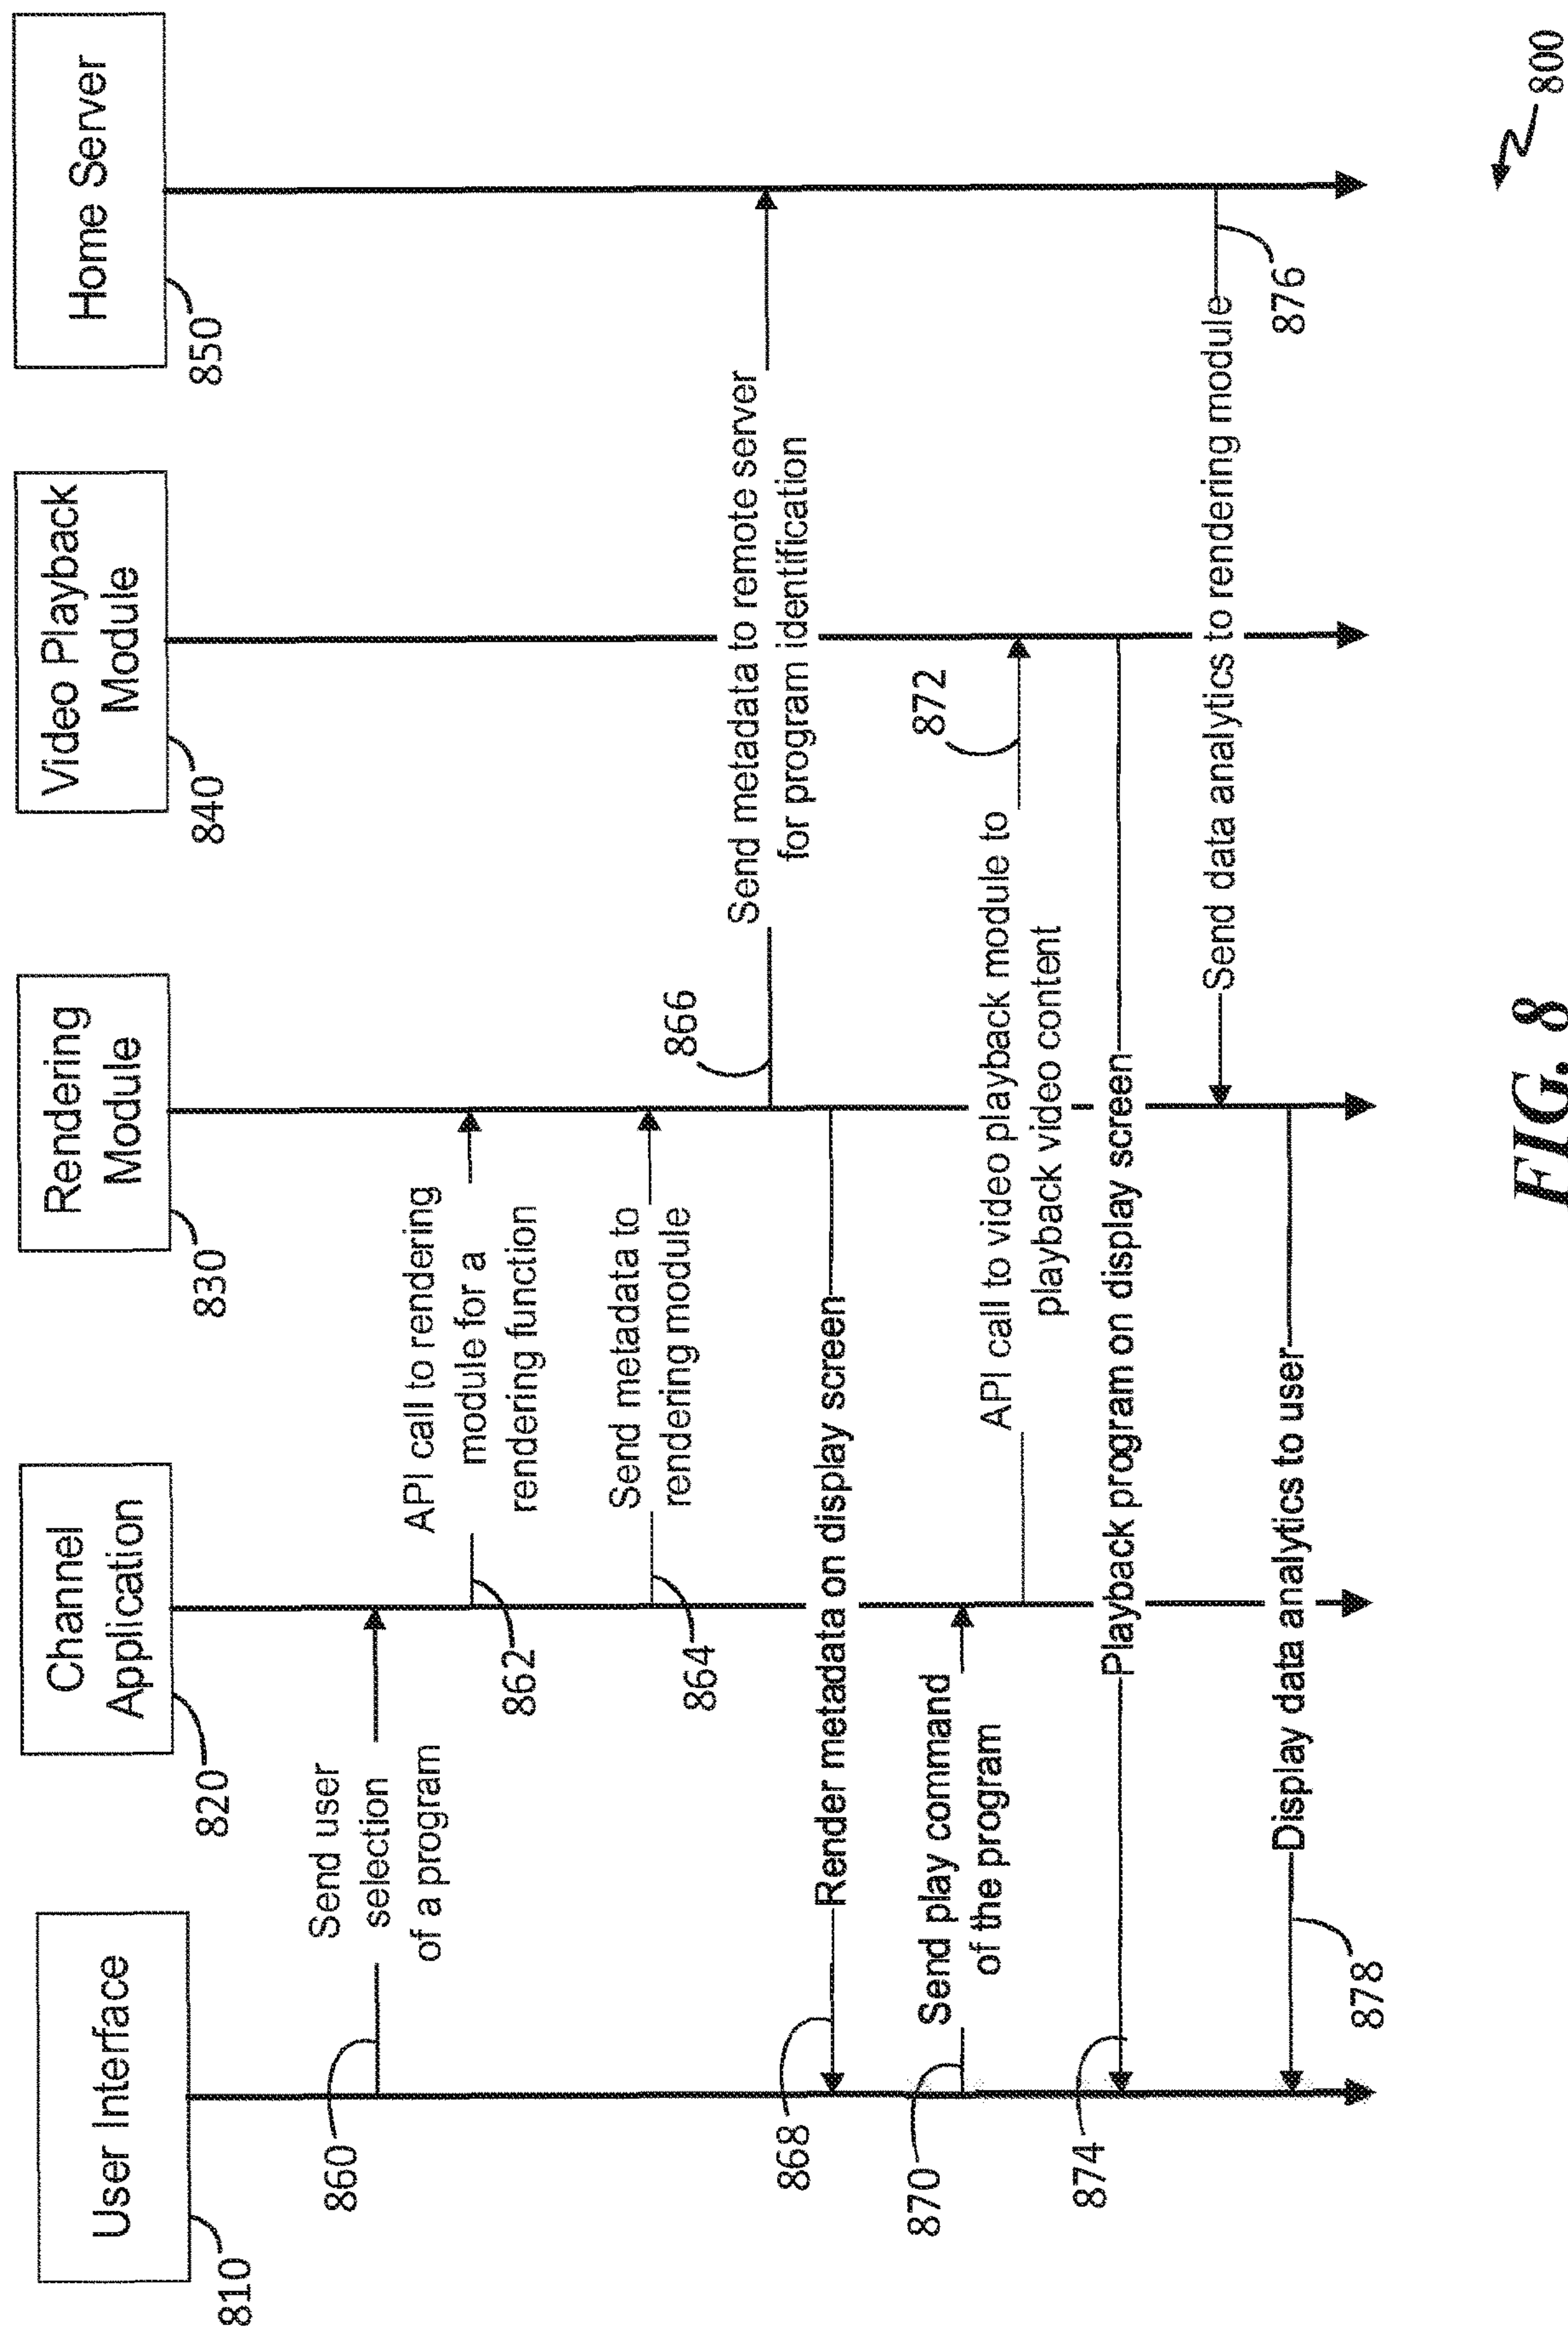 User Interface
810
Channel
Application
820
Rendering
Module
830
Video Playback
Module
840
Home Server
850
860
Send user
selection
of a program
862
API call to rendering
module for a
rendering function
864
Send metadata to
rendering module
866
Send metadata to remote server
for program identification
868
Render metadata on display screen
870
Send play command
of the program
872
API call to video playback module to
playback video content
874
Playback program on display screen
876
Send data analytics to rendering module
878
Display data analytics to user
800
FIG. 8